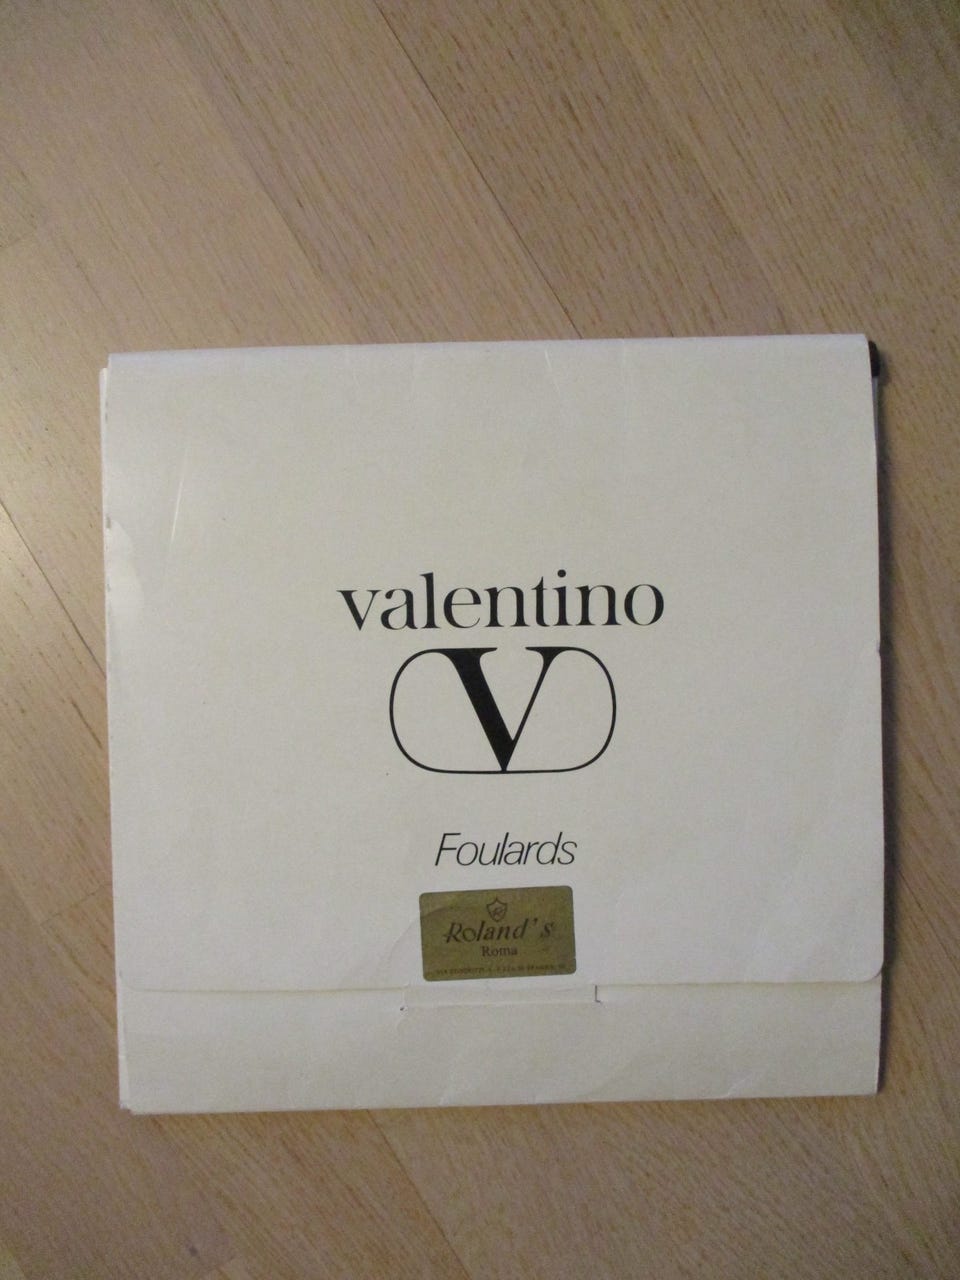 valentino
V
Foulards
R
Roland's
Roma